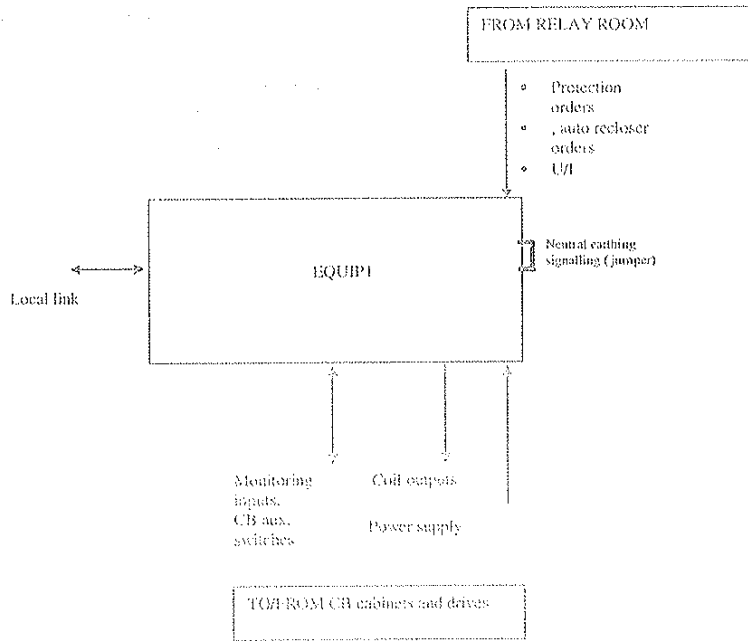 FROM RELAY ROOM
Protection
orders
, auto recloser
orders
U/I
Neutral earthing
signalling (jumper)
EQUIP1
Local link
Monitoring
inputs,
CB aux.
switches
Coil outputs
Power supply
TO/FROM CB cabinets and drives